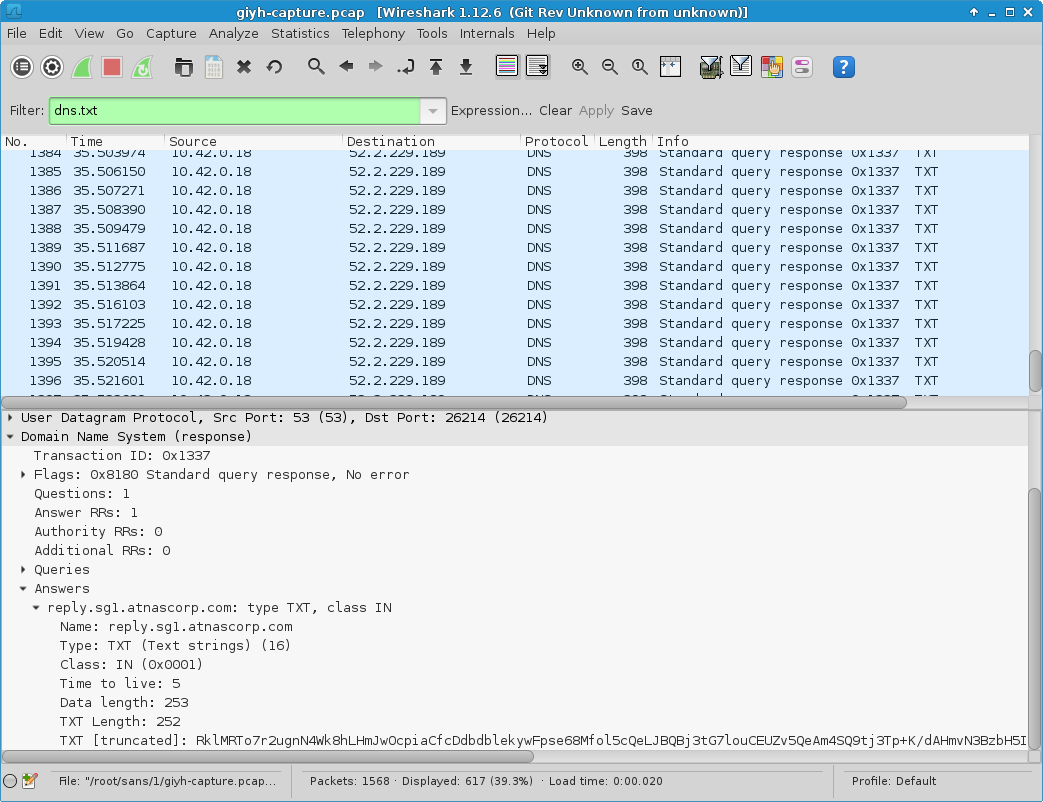 giyh-capture.pcap [Wireshark 1.12.6 (Git Rev Unknown from unknown)]
File Edit View Go Capture Analyze Statistics Telephony Tools Internals Help
Filter: dns.txt Expression... Clear Apply Save
No. Time Source Destination Protocol Length Info
1384 35.503974 10.42.0.18 52.2.229.189 DNS 398 Standard query response 0x1337 TXT
1385 35.506150 10.42.0.18 52.2.229.189 DNS 398 Standard query response 0x1337 TXT
1386 35.507271 10.42.0.18 52.2.229.189 DNS 398 Standard query response 0x1337 TXT
1387 35.508390 10.42.0.18 52.2.229.189 DNS 398 Standard query response 0x1337 TXT
1388 35.509479 10.42.0.18 52.2.229.189 DNS 398 Standard query response 0x1337 TXT
1389 35.511687 10.42.0.18 52.2.229.189 DNS 398 Standard query response 0x1337 TXT
1390 35.512775 10.42.0.18 52.2.229.189 DNS 398 Standard query response 0x1337 TXT
1391 35.513864 10.42.0.18 52.2.229.189 DNS 398 Standard query response 0x1337 TXT
1392 35.516103 10.42.0.18 52.2.229.189 DNS 398 Standard query response 0x1337 TXT
1393 35.517225 10.42.0.18 52.2.229.189 DNS 398 Standard query response 0x1337 TXT
1394 35.519428 10.42.0.18 52.2.229.189 DNS 398 Standard query response 0x1337 TXT
1395 35.520514 10.42.0.18 52.2.229.189 DNS 398 Standard query response 0x1337 TXT
1396 35.521601 10.42.0.18 52.2.229.189 DNS 398 Standard query response 0x1337 TXT
User Datagram Protocol, Src Port: 53 (53), Dst Port: 26214 (26214)
Domain Name System (response)
Transaction ID: 0x1337
Flags: 0x8180 Standard query response, No error
Questions: 1
Answer RRs: 1
Authority RRs: 0
Additional RRs: 0
Queries
Answers
reply.sg1.atnascorp.com: type TXT, class IN
Name: reply.sg1.atnascorp.com
Type: TXT (Text strings) (16)
Class: IN (0x0001)
Time to live: 5
Data length: 253
TXT Length: 252
TXT [truncated]: RklMRTo7r2ugnN4Wk8hLHmJwOcpiaCfcDdbdblekywFpse68Mfol5cQeLJBQBj3tG7louCEUZv5QeAm4SQ9tj3Tp+K/dAHmvN3BzbH5I
File: "/root/sans/1/giyh-capture.pcap... Packets: 1568 · Displayed: 617 (39.3%) · Load time: 0:00.020 Profile: Default